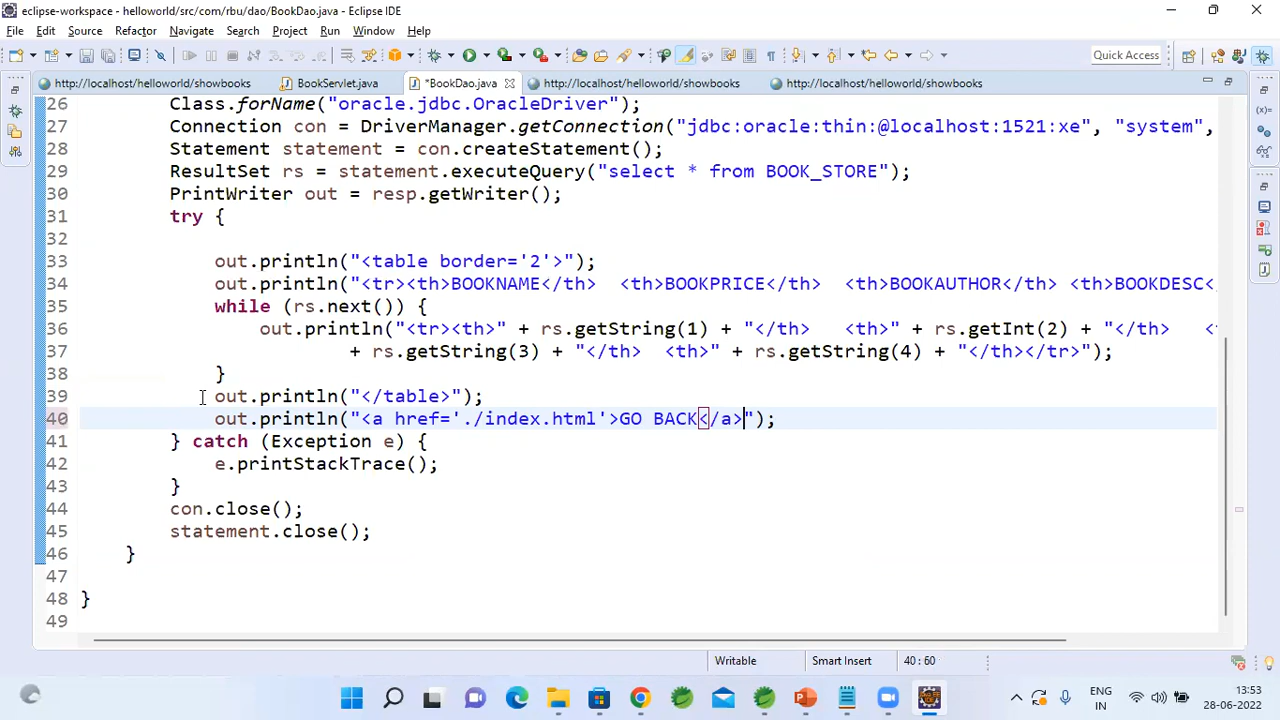 eclipse-workspace - helloworld/src/com/rbu/dao/BookDao.java - Eclipse IDE
File Edit Source Refactor Navigate Search Project Run Window Help
Quick Access
http://localhost/helloworld/showbooks BookServlet.java *BookDao.java http://localhost/helloworld/showbooks http://localhost/helloworld/showbooks
26 Class.forName("oracle.jdbc.OracleDriver");
27 Connection con = DriverManager.getConnection("jdbc:oracle:thin:@localhost:1521:xe", "system",
28 Statement statement = con.createStatement();
29 ResultSet rs = statement.executeQuery("select * from BOOK_STORE");
30 PrintWriter out = resp.getWriter();
31 try {
32
33 out.println("<table border='2'>");
34 out.println("<tr><th>BOOKNAME</th>  <th>BOOKPRICE</th>  <th>BOOKAUTHOR</th> <th>BOOKDESC<
35 while (rs.next()) {
36 out.println("<tr><th>" + rs.getString(1) + "</th>   <th>" + rs.getInt(2) + "</th>   <
37 + rs.getString(3) + "</th>  <th>" + rs.getString(4) + "</th></tr>");
38 }
39 out.println("</table>");
40 out.println("<a href='./index.html'>GO BACK</a>");
41 } catch (Exception e) {
42 e.printStackTrace();
43 }
44 con.close();
45 statement.close();
46 }
47
48 }
49
Writable Smart Insert 40 : 60
ENG
IN
13:53
28-06-2022